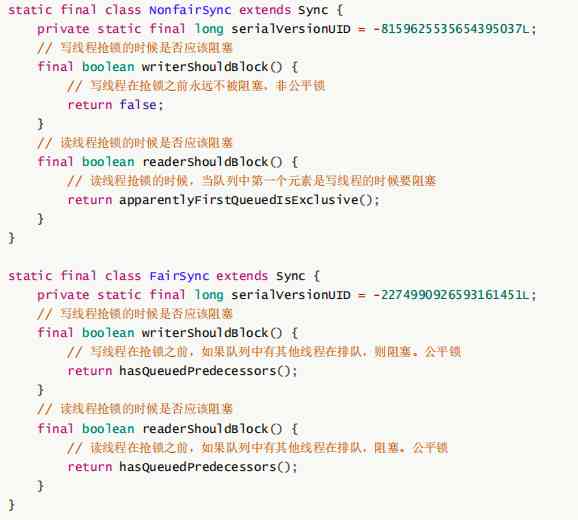 static final class NonfairSync extends Sync {
    private static final long serialVersionUID = -8159625535654395037L;
    // 写线程抢锁的时候是否应该阻塞
    final boolean writerShouldBlock() {
        // 写线程在抢锁之前永远不被阻塞，非公平锁
        return false;
    }
    // 读线程抢锁的时候是否应该阻塞
    final boolean readerShouldBlock() {
        // 读线程抢锁的时候，当队列中第一个元素是写线程的时候要阻塞
        return apparentlyFirstQueuedIsExclusive();
    }
}
static final class FairSync extends Sync {
    private static final long serialVersionUID = -2274990926593161451L;
    // 写线程抢锁的时候是否应该阻塞
    final boolean writerShouldBlock() {
        // 写线程在抢锁之前，如果队列中有其他线程在排队，则阻塞。公平锁
        return hasQueuedPredecessors();
    }
    // 读线程抢锁的时候是否应该阻塞
    final boolean readerShouldBlock() {
        // 读线程在抢锁之前，如果队列中有其他线程在排队，阻塞。公平锁
        return hasQueuedPredecessors();
    }
}